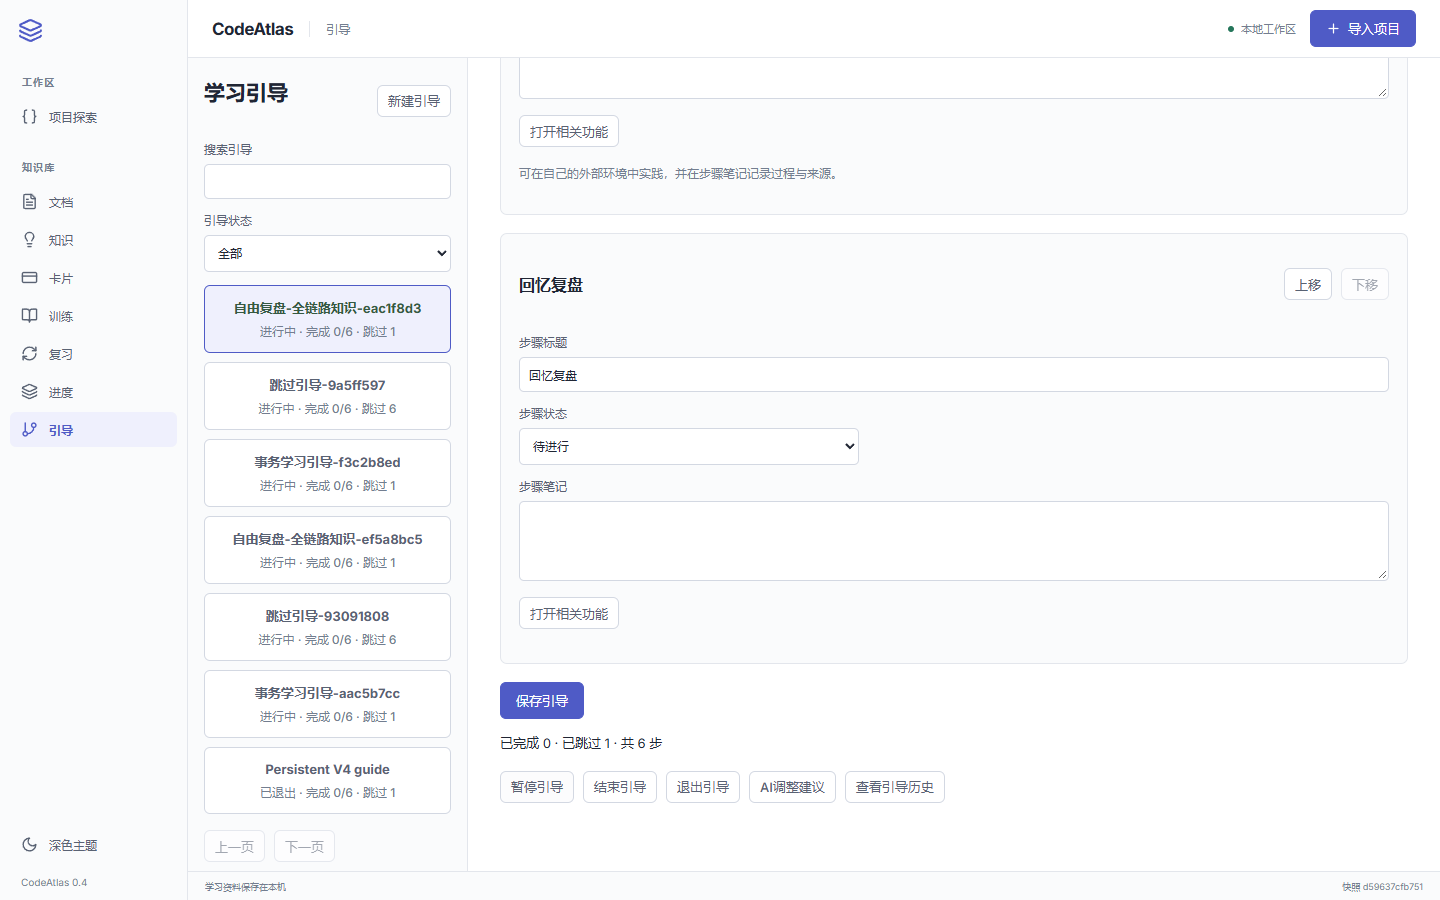 CodeAtlas
引导
本地工作区
导入项目
工作区
项目探索
知识库
文档
知识
卡片
训练
复习
进度
引导
深色主题
CodeAtlas 0.4
学习引导
新建引导
搜索引导
引导状态
全部
自由复盘-全链路知识-eac1f8d3
进行中 · 完成 0/6 · 跳过 1
跳过引导-9a5ff597
进行中 · 完成 0/6 · 跳过 6
事务学习引导-f3c2b8ed
进行中 · 完成 0/6 · 跳过 1
自由复盘-全链路知识-ef5a8bc5
进行中 · 完成 0/6 · 跳过 1
跳过引导-93091808
进行中 · 完成 0/6 · 跳过 6
事务学习引导-aac5b7cc
进行中 · 完成 0/6 · 跳过 1
Persistent V4 guide
已退出 · 完成 0/6 · 跳过 1
上一页
下一页
打开相关功能
可在自己的外部环境中实践，并在步骤笔记记录过程与来源。
回忆复盘
上移
下移
步骤标题
回忆复盘
步骤状态
待进行
步骤笔记
打开相关功能
保存引导
已完成 0 · 已跳过 1 · 共 6 步
暂停引导
结束引导
退出引导
AI调整建议
查看引导历史
学习资料保存在本机
快照 d59637cfb751